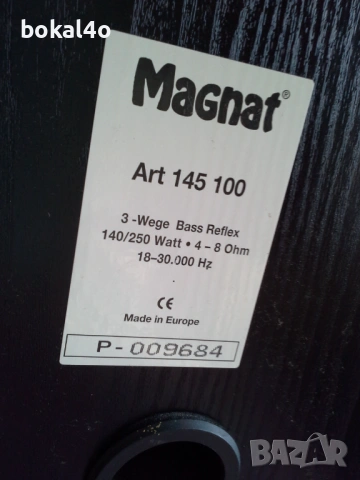 bokal4o
Magnat®
Art 145 100
3-Wege Bass Reflex
140/250 Watt • 4–8 Ohm
18–30.000 Hz
CE
Made in Europe
P-009684
BAZAR